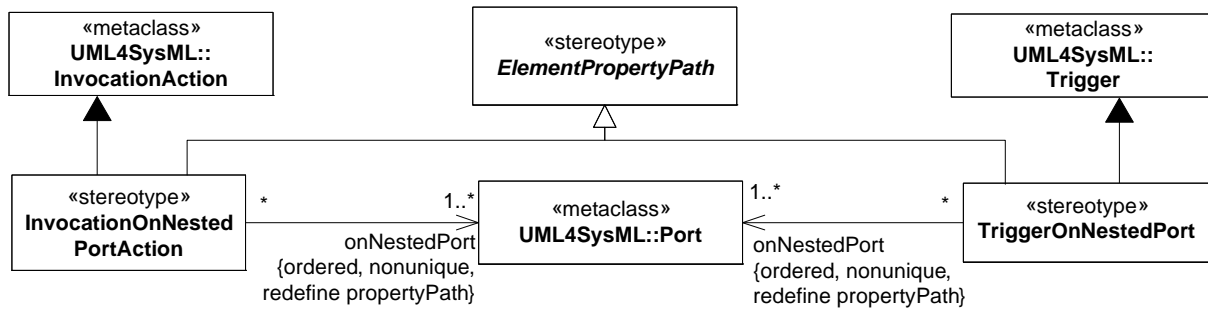 «metaclass»
UML4SysML::
InvocationAction
«stereotype»
ElementPropertyPath
«metaclass»
UML4SysML::
Trigger
«stereotype»
InvocationOnNested
PortAction
*
1..*
onNestedPort
{ordered, nonunique,
redefine propertyPath}
«metaclass»
UML4SysML::Port
1..*
*
onNestedPort
{ordered, nonunique,
redefine propertyPath}
«stereotype»
TriggerOnNestedPort